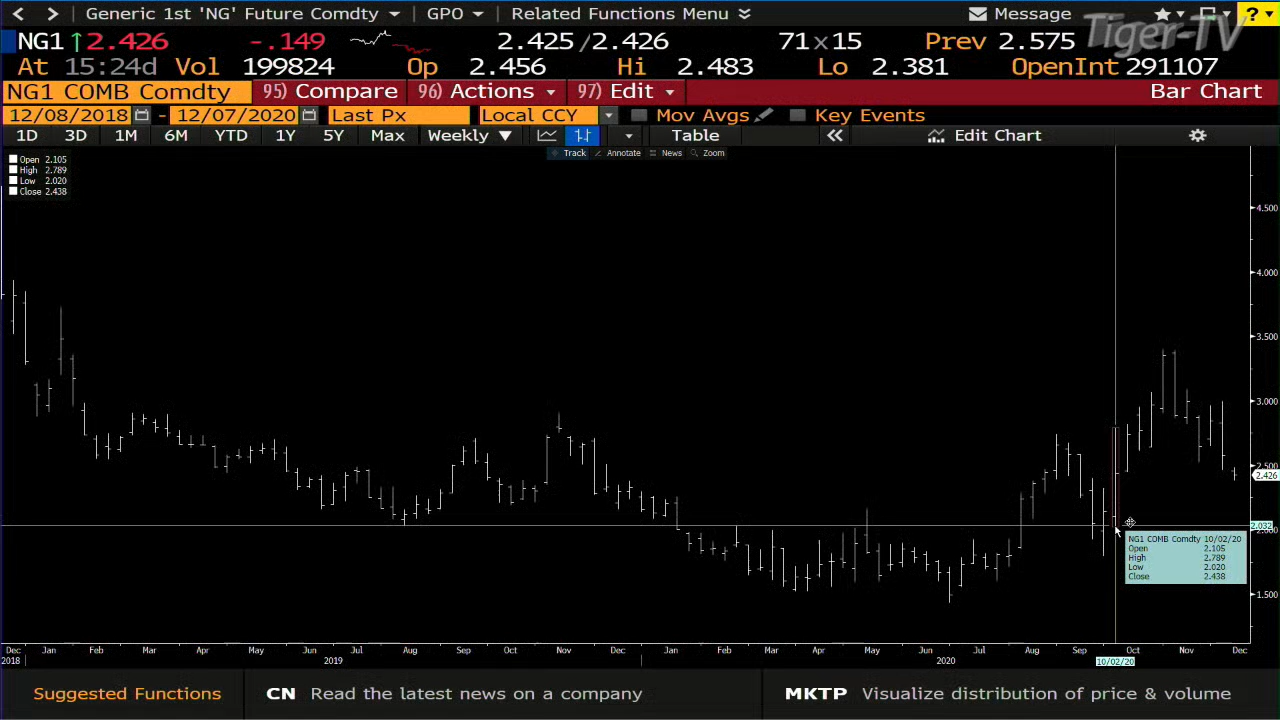 Generic 1st 'NG' Future Comdty GPO Related Functions Menu Message ?
Tiger-TV
NG1 ↑2.426 -.149 2.425/2.426 71x15 Prev 2.575
At 15:24d Vol 199824 Op 2.456 Hi 2.483 Lo 2.381 OpenInt 291107
NG1 COMB Comdty 95) Compare 96) Actions 97) Edit Bar Chart
12/08/2018 - 12/07/2020 Last Px Local CCY Mov Avgs Key Events
1D 3D 1M 6M YTD 1Y 5Y Max Weekly ▼ Table « Edit Chart
Track Annotate News Zoom
Open 2.105
High 2.789
Low 2.020
Close 2.438
4.500
4.000
3.500
3.000
2.500
2.426
2.032
2.000
1.500
NG1 COMB Comdty 10/02/20
Open 2.105
High 2.789
Low 2.020
Close 2.438
Dec Jan Feb Mar Apr May Jun Jul Aug Sep Oct Nov Dec Jan Feb Mar Apr May Jun Jul Aug Sep Oct Nov Dec
2018 2019 2020 10/02/20
Suggested Functions CN Read the latest news on a company MKTP Visualize distribution of price & volume